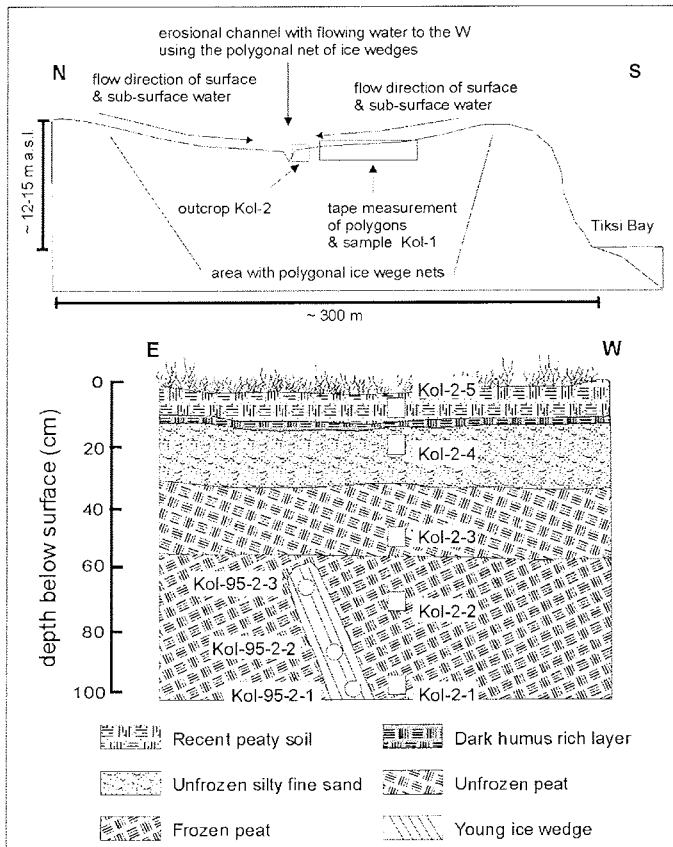 erosional channel with flowing water to the W
using the polygonal net of ice wedges
N
S
flow direction of surface
& sub-surface water
flow direction of surface
& sub-surface water
~ 12-15 m a.s.l.
outcrop Kol-2
tape measurement
of polygons
& sample Kol-1
Tiksi Bay
area with polygonal ice wege nets
~ 300 m
E
W
depth below surface (cm)
0
20
40
60
80
100
Kol-2-5
Kol-2-4
Kol-2-3
Kol-95-2-3
Kol-2-2
Kol-95-2-2
Kol-95-2-1
Kol-2-1
Recent peaty soil
Dark humus rich layer
Unfrozen silty fine sand
Unfrozen peat
Frozen peat
Young ice wedge